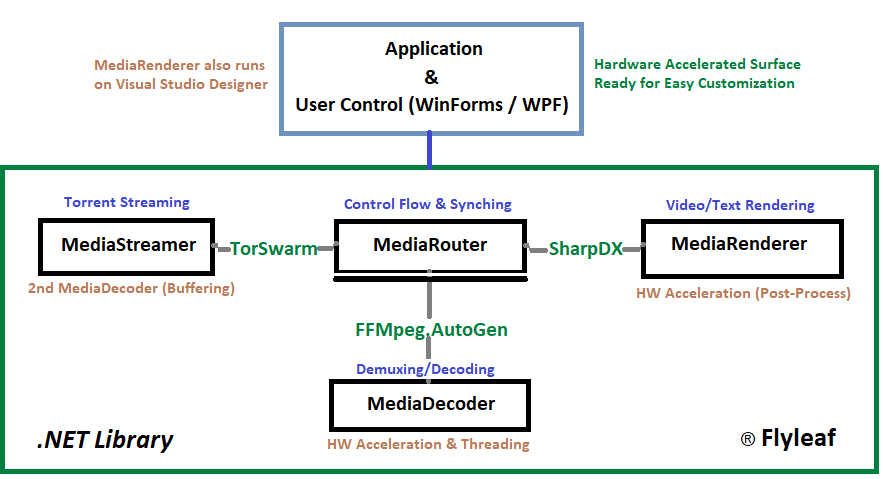 Application
&
User Control (WinForms / WPF)
MediaRenderer also runs
on Visual Studio Designer
Hardware Accelerated Surface
Ready for Easy Customization
Torrent Streaming
MediaStreamer
2nd MediaDecoder (Buffering)
TorSwarm
Control Flow & Synching
MediaRouter
SharpDX
Video/Text Rendering
MediaRenderer
HW Acceleration (Post-Process)
FFMpeg.AutoGen
Demuxing/Decoding
MediaDecoder
HW Acceleration & Threading
.NET Library
® Flyleaf